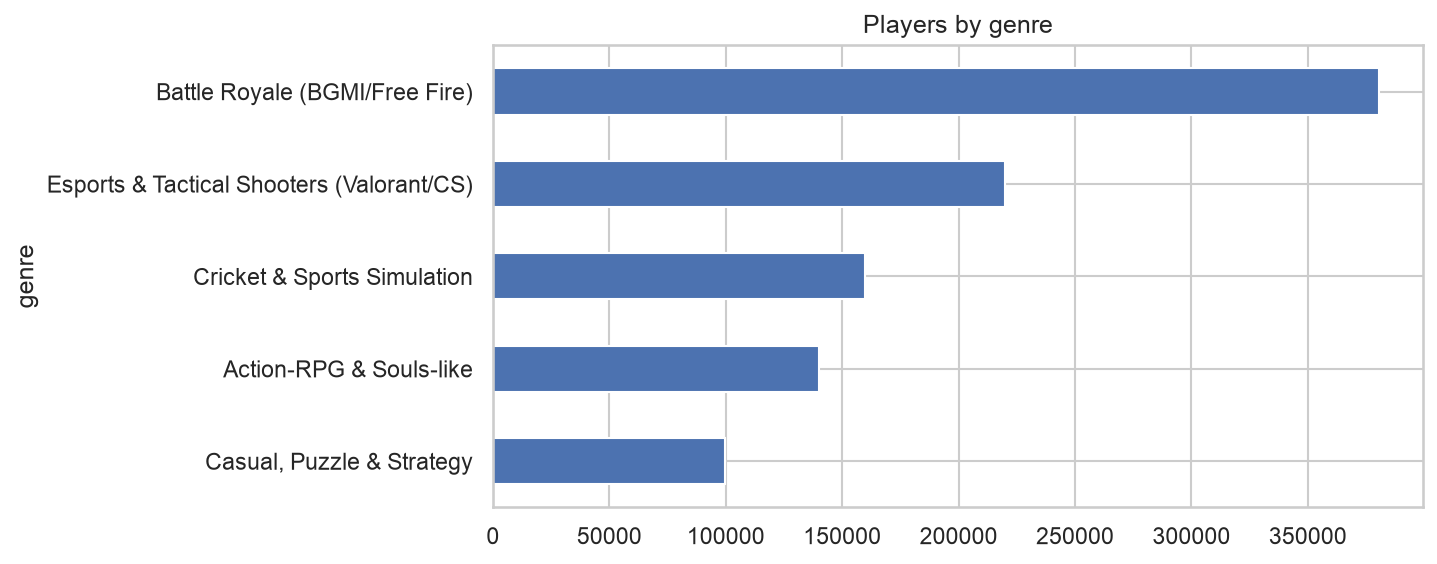 Players by genre
Battle Royale (BGMI/Free Fire)
Esports & Tactical Shooters (Valorant/CS)
Cricket & Sports Simulation
Action-RPG & Souls-like
Casual, Puzzle & Strategy
genre
0 50000 100000 150000 200000 250000 300000 350000